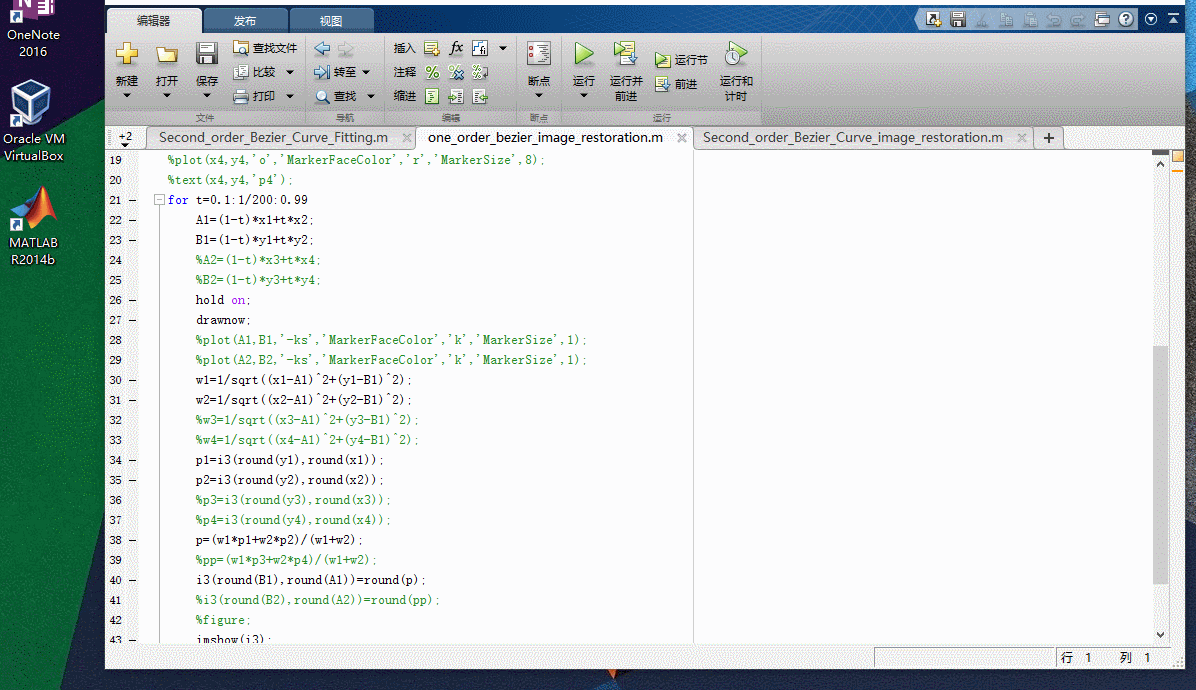 OneNote
2016
Oracle VM
VirtualBox
MATLAB
R2014b
编辑器 发布 视图
新建 打开 保存 查找文件 比较 打印 转至 查找 插入 注释 缩进 fx 断点 运行 运行并前进 运行节 前进 运行和计时
文件 导航 编辑 断点 运行
+2 Second_order_Bezier_Curve_Fitting.m one_order_bezier_image_restoration.m Second_order_Bezier_Curve_image_restoration.m +
19 %plot(x4,y4,'o','MarkerFaceColor','r','MarkerSize',8);
20 %text(x4,y4,'p4');
21 – for t=0.1:1/200:0.99
22 – A1=(1-t)*x1+t*x2;
23 – B1=(1-t)*y1+t*y2;
24 %A2=(1-t)*x3+t*x4;
25 %B2=(1-t)*y3+t*y4;
26 – hold on;
27 – drawnow;
28 %plot(A1,B1,'-ks','MarkerFaceColor','k','MarkerSize',1);
29 %plot(A2,B2,'-ks','MarkerFaceColor','k','MarkerSize',1);
30 – w1=1/sqrt((x1-A1)^2+(y1-B1)^2);
31 – w2=1/sqrt((x2-A1)^2+(y2-B1)^2);
32 %w3=1/sqrt((x3-A1)^2+(y3-B1)^2);
33 %w4=1/sqrt((x4-A1)^2+(y4-B1)^2);
34 – p1=i3(round(y1),round(x1));
35 – p2=i3(round(y2),round(x2));
36 %p3=i3(round(y3),round(x3));
37 %p4=i3(round(y4),round(x4));
38 – p=(w1*p1+w2*p2)/(w1+w2);
39 %pp=(w1*p3+w2*p4)/(w1+w2);
40 – i3(round(B1),round(A1))=round(p);
41 %i3(round(B2),round(A2))=round(pp);
42 %figure;
43 – imshow(i3);
行 1 列 1